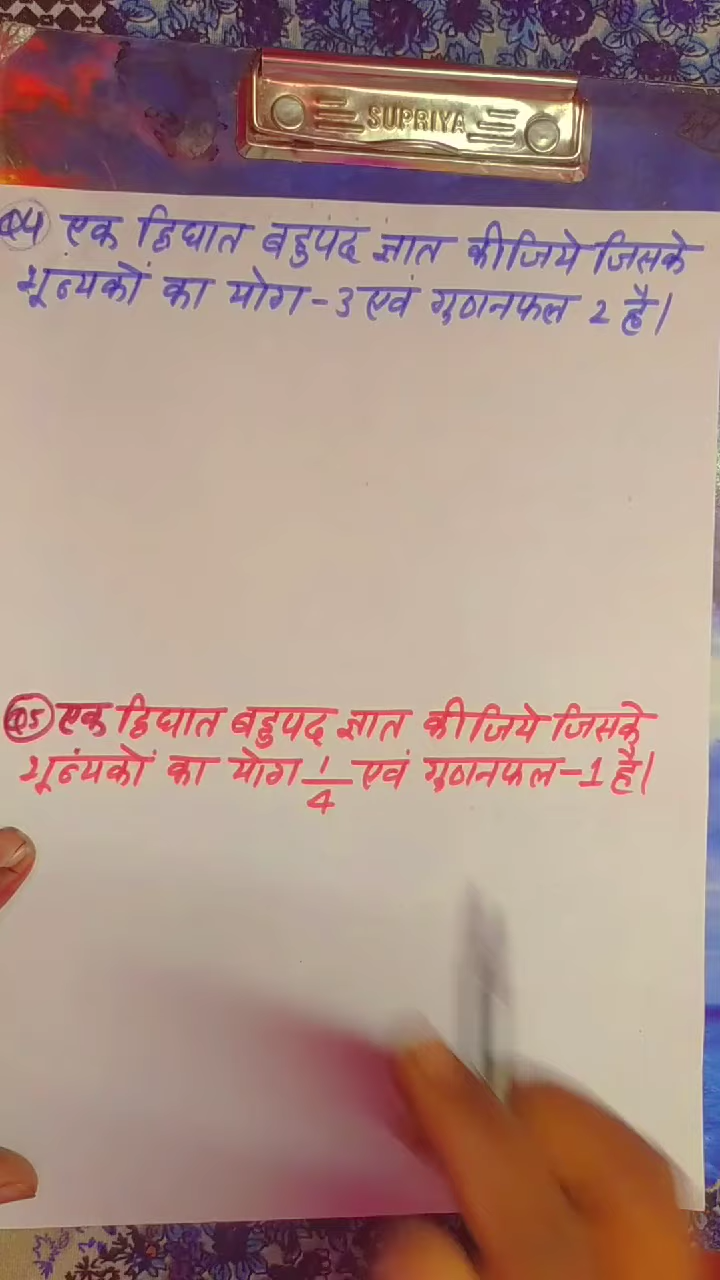 SUPRIYA
Q4 एक द्विघात बहुपद ज्ञात कीजिये जिसके
शून्यकों का योग -3 एवं गुणनफल 2 है।
Q5 एक द्विघात बहुपद ज्ञात कीजिये जिसके
शून्यकों का योग 1/4 एवं गुणनफल -1 है।